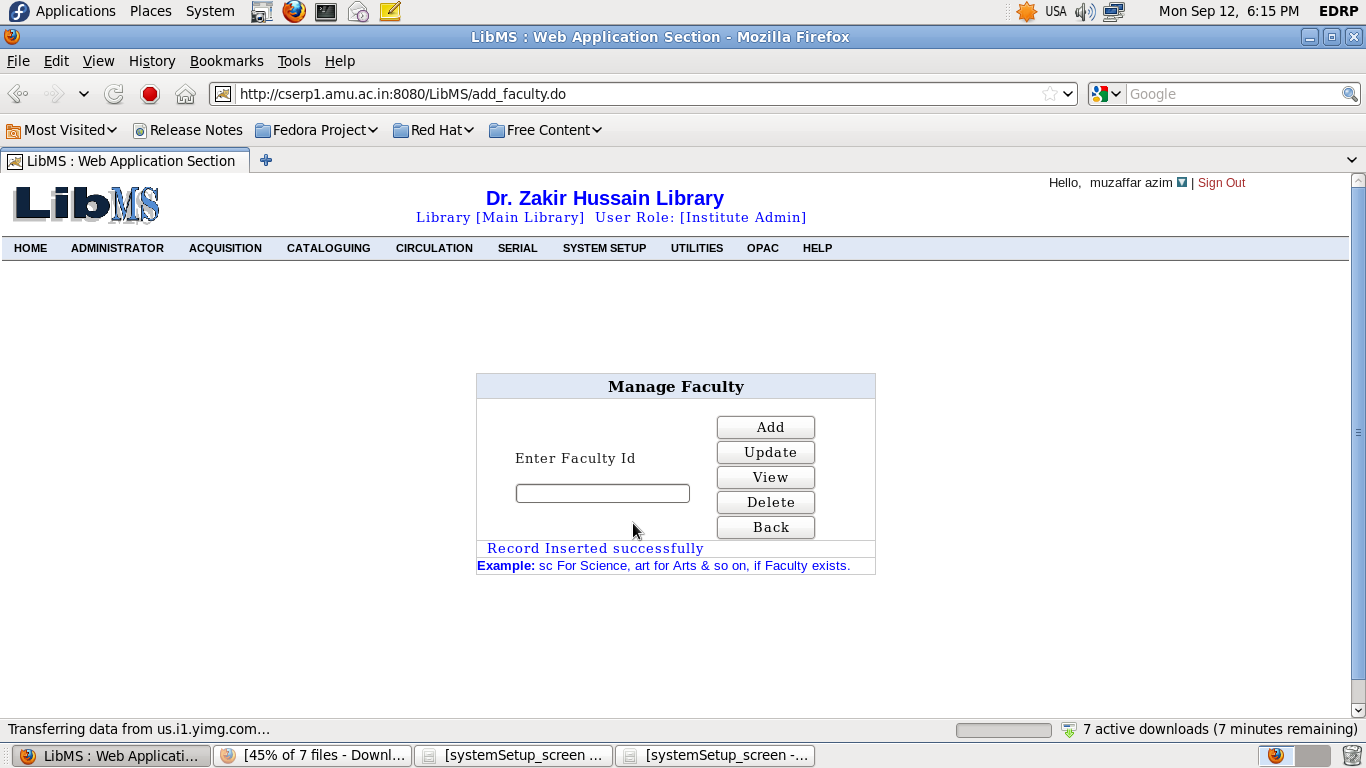 Applications Places System USA Mon Sep 12, 6:15 PM EDRP
LibMS : Web Application Section - Mozilla Firefox
File Edit View History Bookmarks Tools Help
http://cserp1.amu.ac.in:8080/LibMS/add_faculty.do Google
Most Visited Release Notes Fedora Project Red Hat Free Content
LibMS : Web Application Section
Hello, muzaffar azim | Sign Out
LibMS
Dr. Zakir Hussain Library
Library [Main Library] User Role: [Institute Admin]
HOME ADMINISTRATOR ACQUISITION CATALOGUING CIRCULATION SERIAL SYSTEM SETUP UTILITIES OPAC HELP
Manage Faculty
Add
Update
Enter Faculty Id
View
Delete
Back
Record Inserted successfully
Example: sc For Science, art for Arts & so on, if Faculty exists.
Transferring data from us.i1.yimg.com... 7 active downloads (7 minutes remaining)
LibMS : Web Applicati... [45% of 7 files - Downl... [systemSetup_screen ... [systemSetup_screen -...